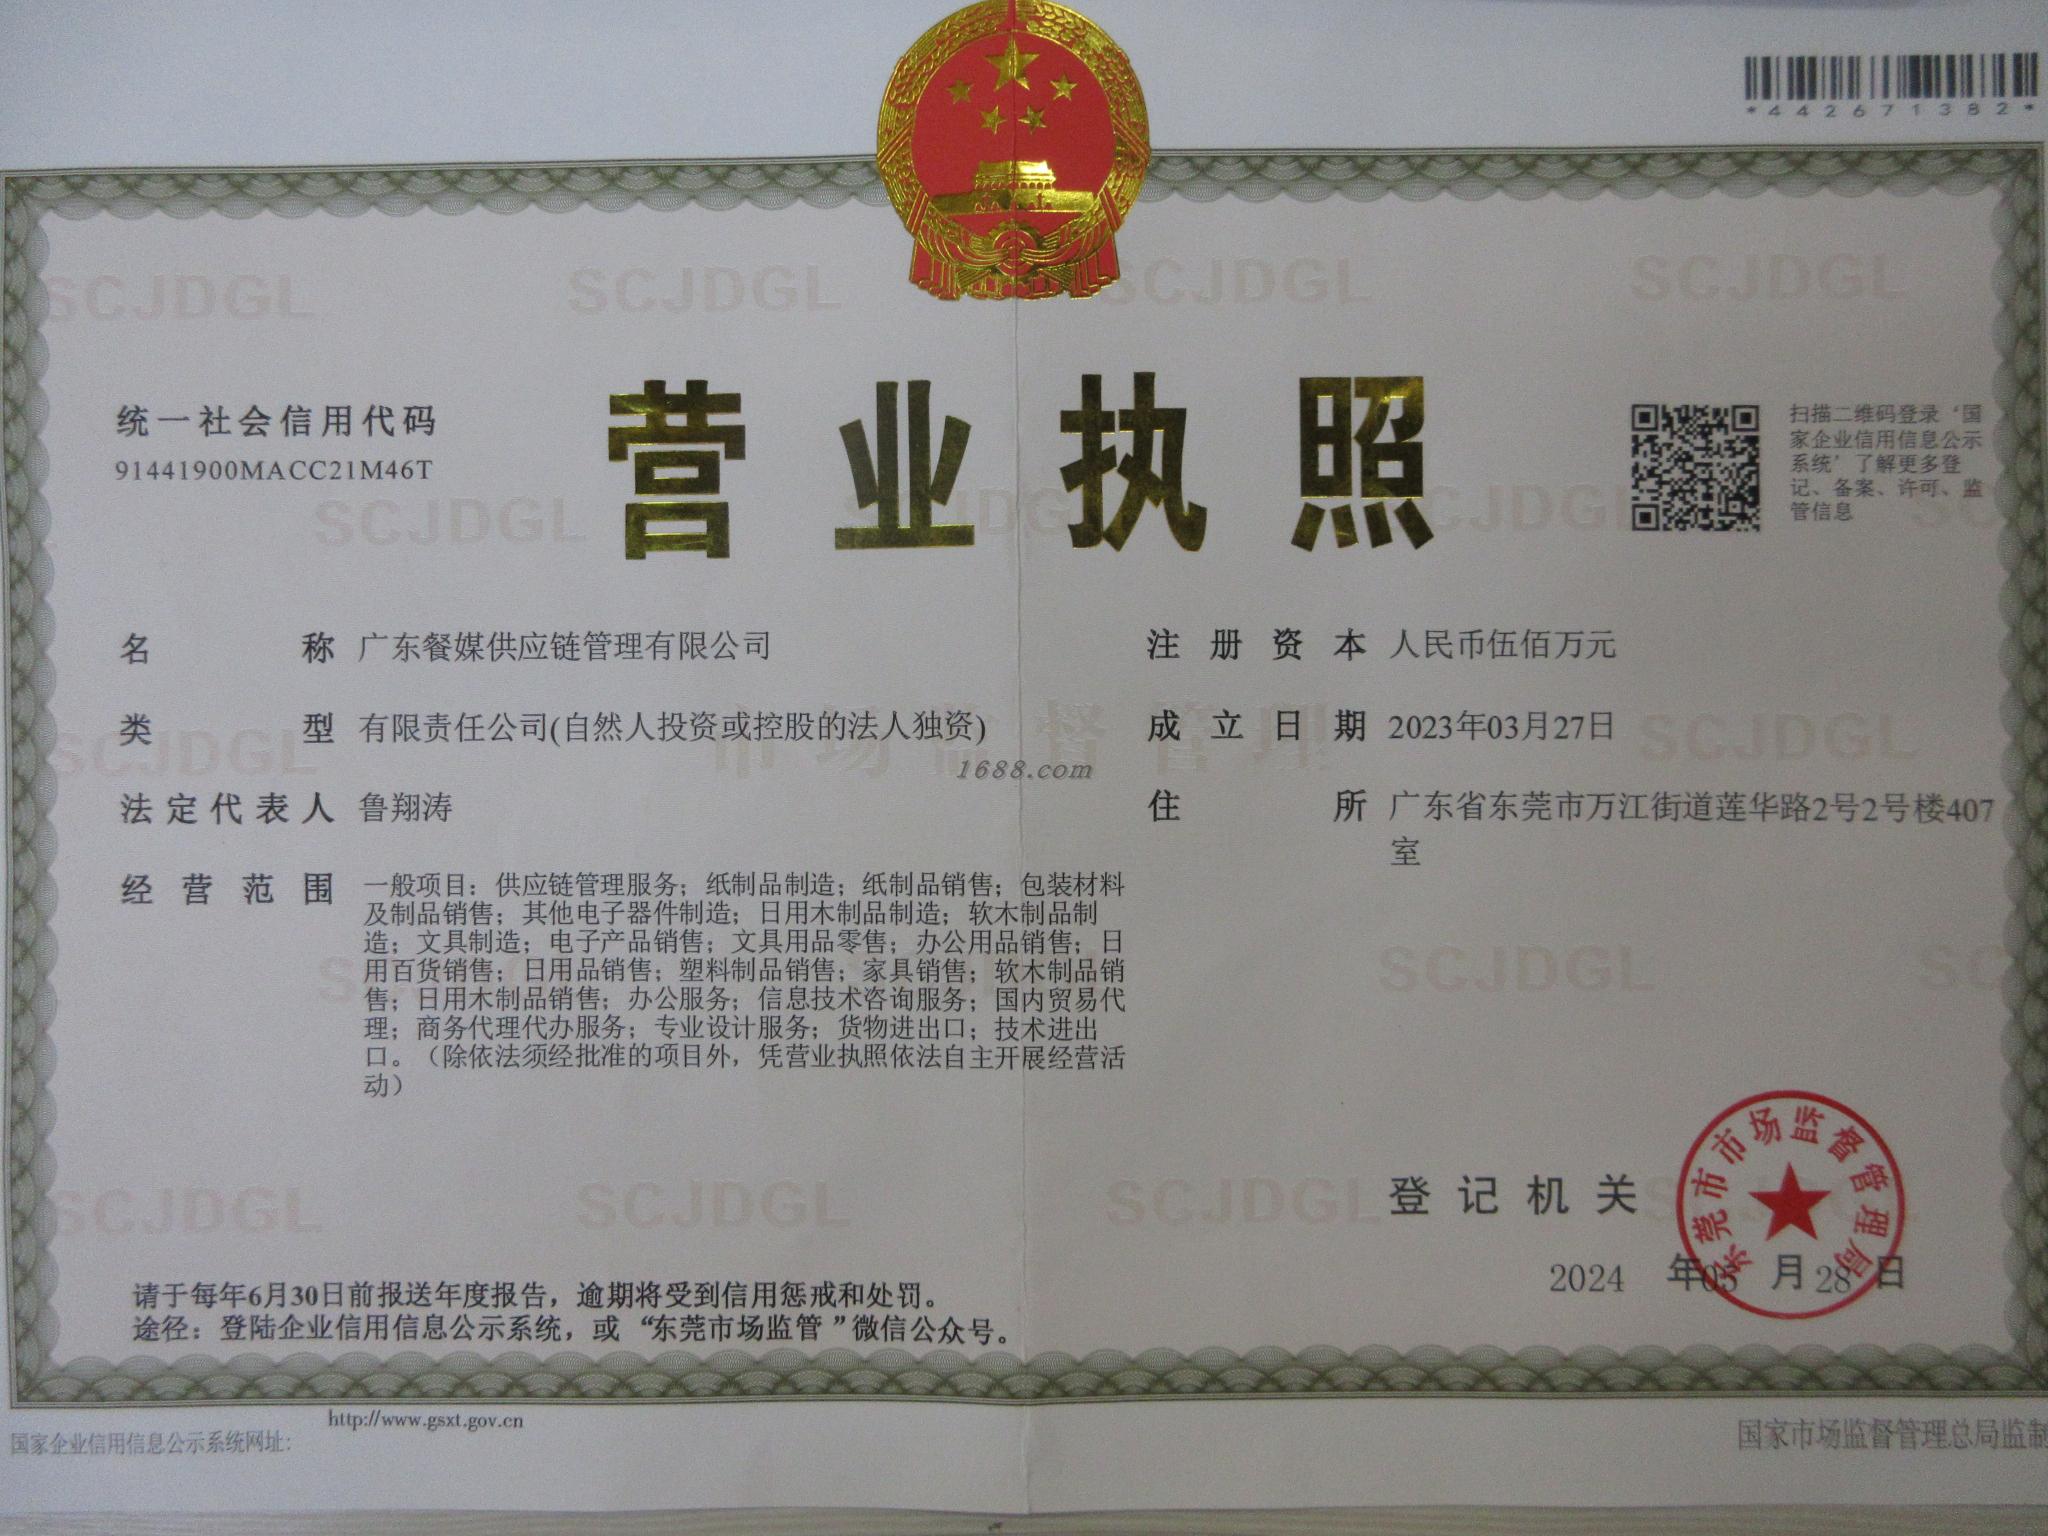 *442671382*
统一社会信用代码
91441900MACC21M46T
营业执照
扫描二维码登录‘国
家企业信用信息公示
系统’了解更多登
记、备案、许可、监
管信息
名称 广东餐媒供应链管理有限公司
类型 有限责任公司(自然人投资或控股的法人独资)
法定代表人 鲁翔涛
经营范围 一般项目：供应链管理服务；纸制品制造；纸制品销售；包装材料
及制品销售；其他电子器件制造；日用木制品制造；软木制品制
造；文具制造；电子产品销售；文具用品零售；办公用品销售；日
用百货销售；日用品销售；塑料制品销售；家具销售；软木制品销
售；日用木制品销售；办公服务；信息技术咨询服务；国内贸易代
理；商务代理代办服务；专业设计服务；货物进出口；技术进出
口。（除依法须经批准的项目外，凭营业执照依法自主开展经营活
动）
注册资本 人民币伍佰万元
成立日期 2023年03月27日
住所 广东省东莞市万江街道莲华路2号2号楼407
室
1688.com
市场监督管理
SCJDGL
登记机关
东莞市市场监督管理局
2024年03月28日
请于每年6月30日前报送年度报告，逾期将受到信用惩戒和处罚。
途径：登陆企业信用信息公示系统，或“东莞市场监管”微信公众号。
国家企业信用信息公示系统网址：
http://www.gsxt.gov.cn
国家市场监督管理总局监制